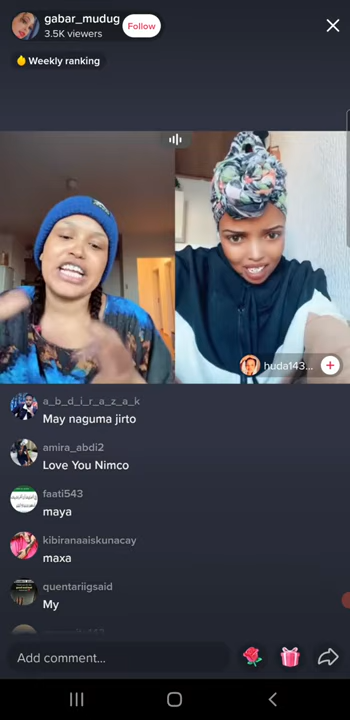 gabar_mudug
3.5K viewers
Follow
Weekly ranking
huda143...
a_b_d_i_r_a_z_a_k
May naguma jirto
amira_abdi2
Love You Nimco
faati543
maya
kibiranaaiskunacay
maxa
quentariigsaid
My
Add comment...